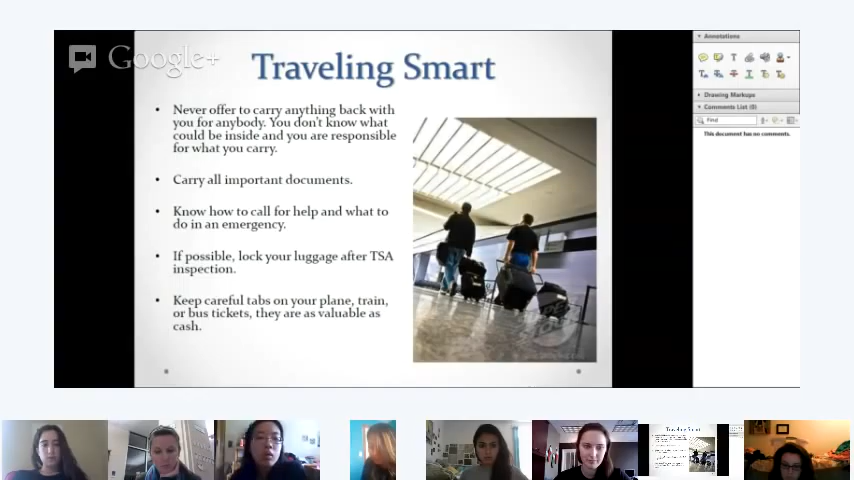 Google+
Traveling Smart
• Never offer to carry anything back with
you for anybody. You don't know what
could be inside and you are responsible
for what you carry.
• Carry all important documents.
• Know how to call for help and what to
do in an emergency.
• If possible, lock your luggage after TSA
inspection.
• Keep careful tabs on your plane, train,
or bus tickets, they are as valuable as
cash.
Annotations
Drawing Markups
Comments List (0)
Find
This document has no comments.
Traveling Smart